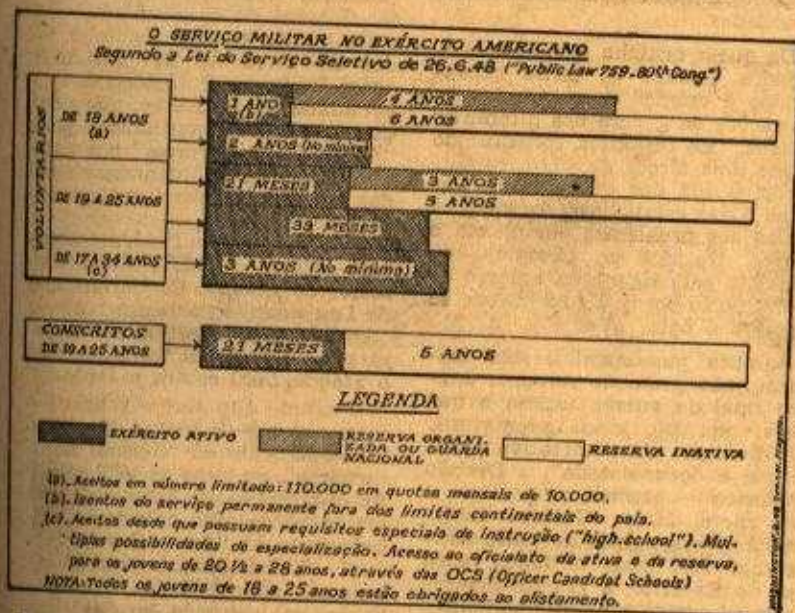 O SERVIÇO MILITAR NO EXÉRCITO AMERICANO
Segundo a Lei do Serviço Seletivo de 26.6.48 ("Public Law 759-80th Cong")
VOLUNTÁRIOS
DE 18 ANOS
(a)
1 ANO
(b)
4 ANOS
6 ANOS
2 ANOS (No mínimo)
DE 19 A 25 ANOS
21 MESES
3 ANOS
5 ANOS
33 MESES
DE 17 A 34 ANOS
(c)
3 ANOS (No mínimo)
CONSCRITOS
DE 19 A 25 ANOS
21 MESES
5 ANOS
LEGENDA
EXÉRCITO ATIVO
RESERVA ORGANI-
ZADA OU GUARDA
NACIONAL
RESERVA INATIVA
(a). Aceitos em número limitado: 110.000 em quotas mensais de 10.000.
(b). Isentos do serviço permanente fora dos limites continentais do país.
(c). Aceitos desde que possuam requisitos especiais de instrução ("high.school"). Múl-
tiplas possibilidades de especialização. Acesso ao oficialato da ativa e da reserva,
para os jovens de 20 ½ a 28 anos, através das OCS (Officer Candidat Schools)
NOTA: Todos os jovens de 18 a 25 anos estão obrigados ao alistamento.